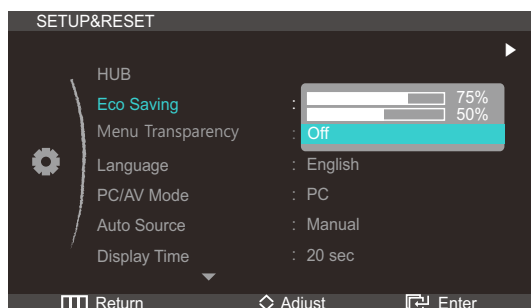 SETUP&RESET
HUB
Eco Saving : 75%
50%
Menu Transparency : Off
Language : English
PC/AV Mode : PC
Auto Source : Manual
Display Time : 20 sec
Return Adjust Enter